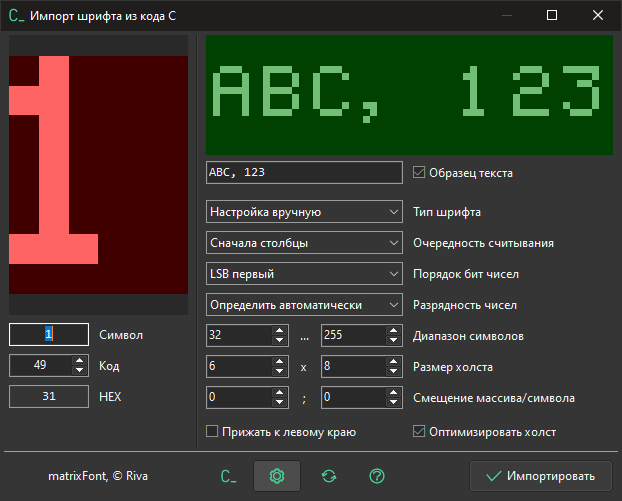 C_ Импорт шрифта из кода C
1
ABC, 123
ABC, 123
Образец текста
Настройка вручную
Тип шрифта
Сначала столбцы
Очередность считывания
LSB первый
Порядок бит чисел
Определить автоматически
Разрядность чисел
1 Символ
32 ... 255 Диапазон символов
49 Код
6 x 8 Размер холста
31 HEX
0 ; 0 Смещение массива/символа
Прижать к левому краю
Оптимизировать холст
matrixFont, © Riva
C_
Импортировать